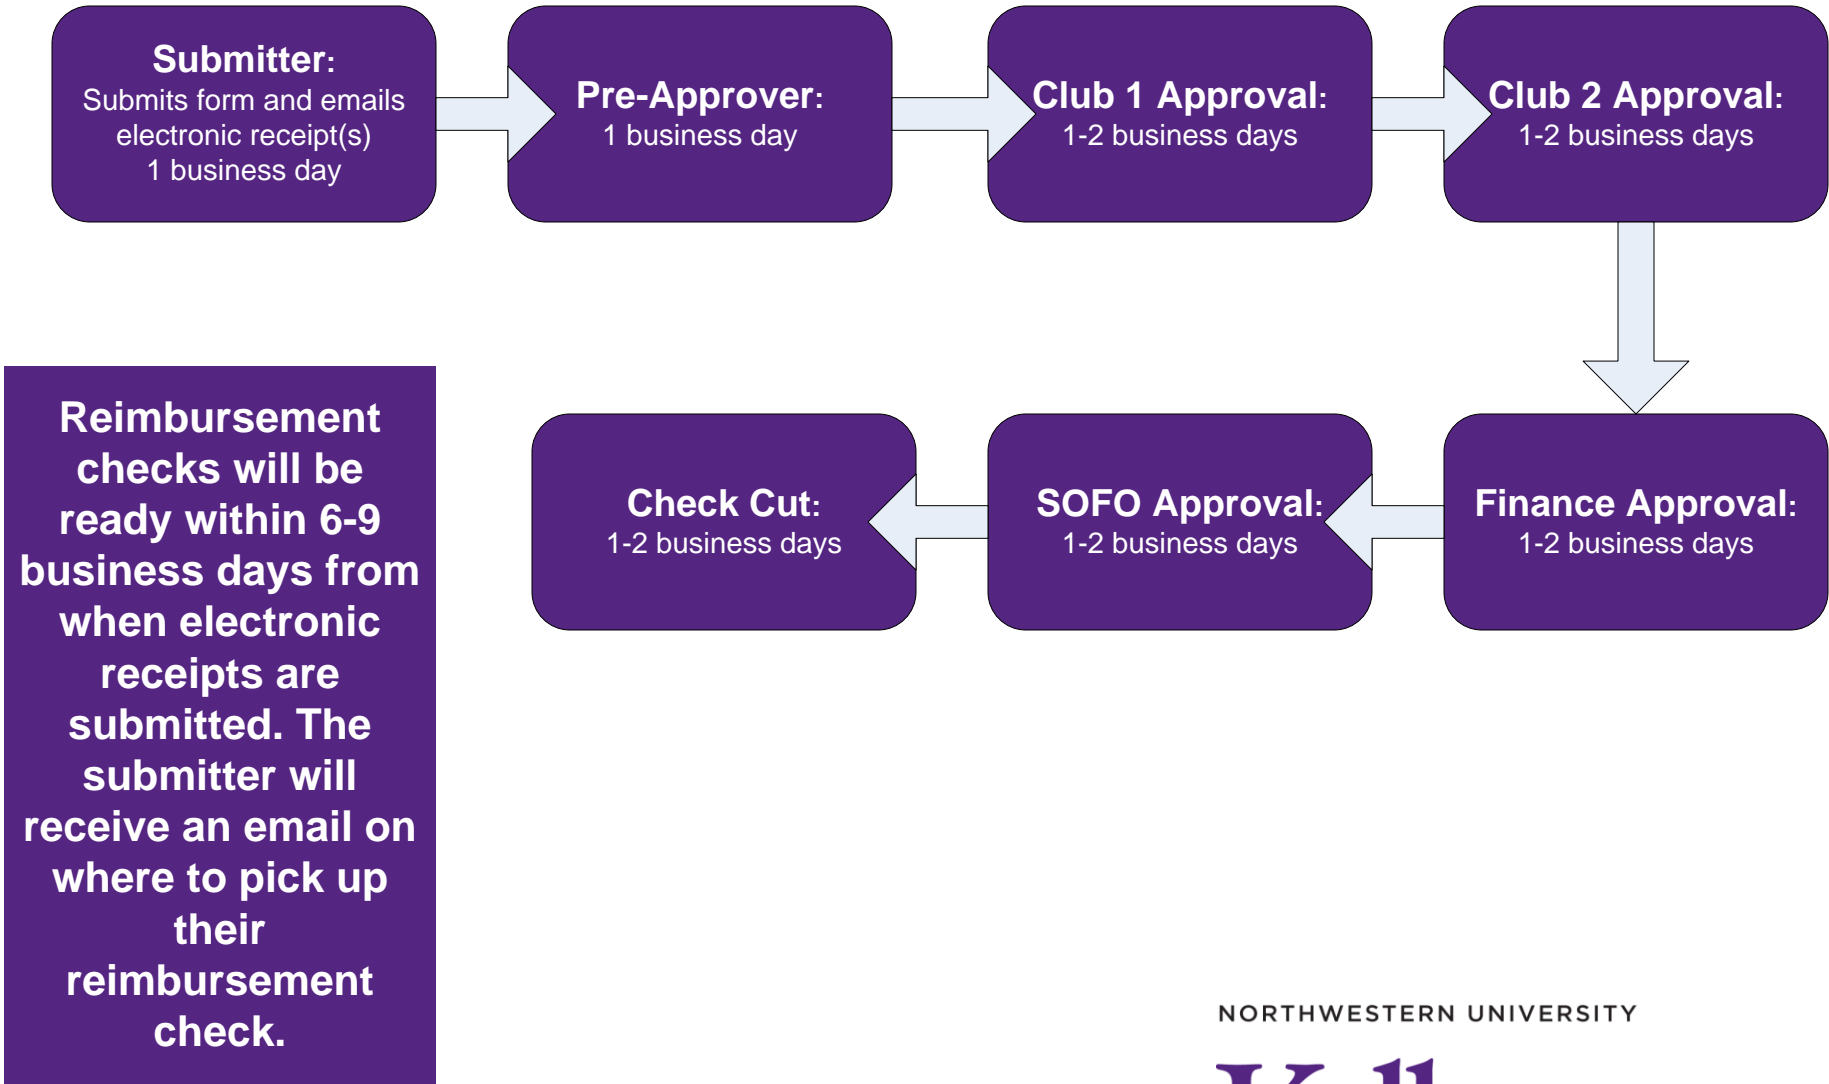 Submitter:
Submits form and emails
electronic receipt(s)
1 business day
Pre-Approver:
1 business day
Club 1 Approval:
1-2 business days
Club 2 Approval:
1-2 business days
Finance Approval:
1-2 business days
SOFO Approval:
1-2 business days
Check Cut:
1-2 business days
Reimbursement
checks will be
ready within 6-9
business days from
when electronic
receipts are
submitted. The
submitter will
receive an email on
where to pick up
their
reimbursement
check.
NORTHWESTERN UNIVERSITY